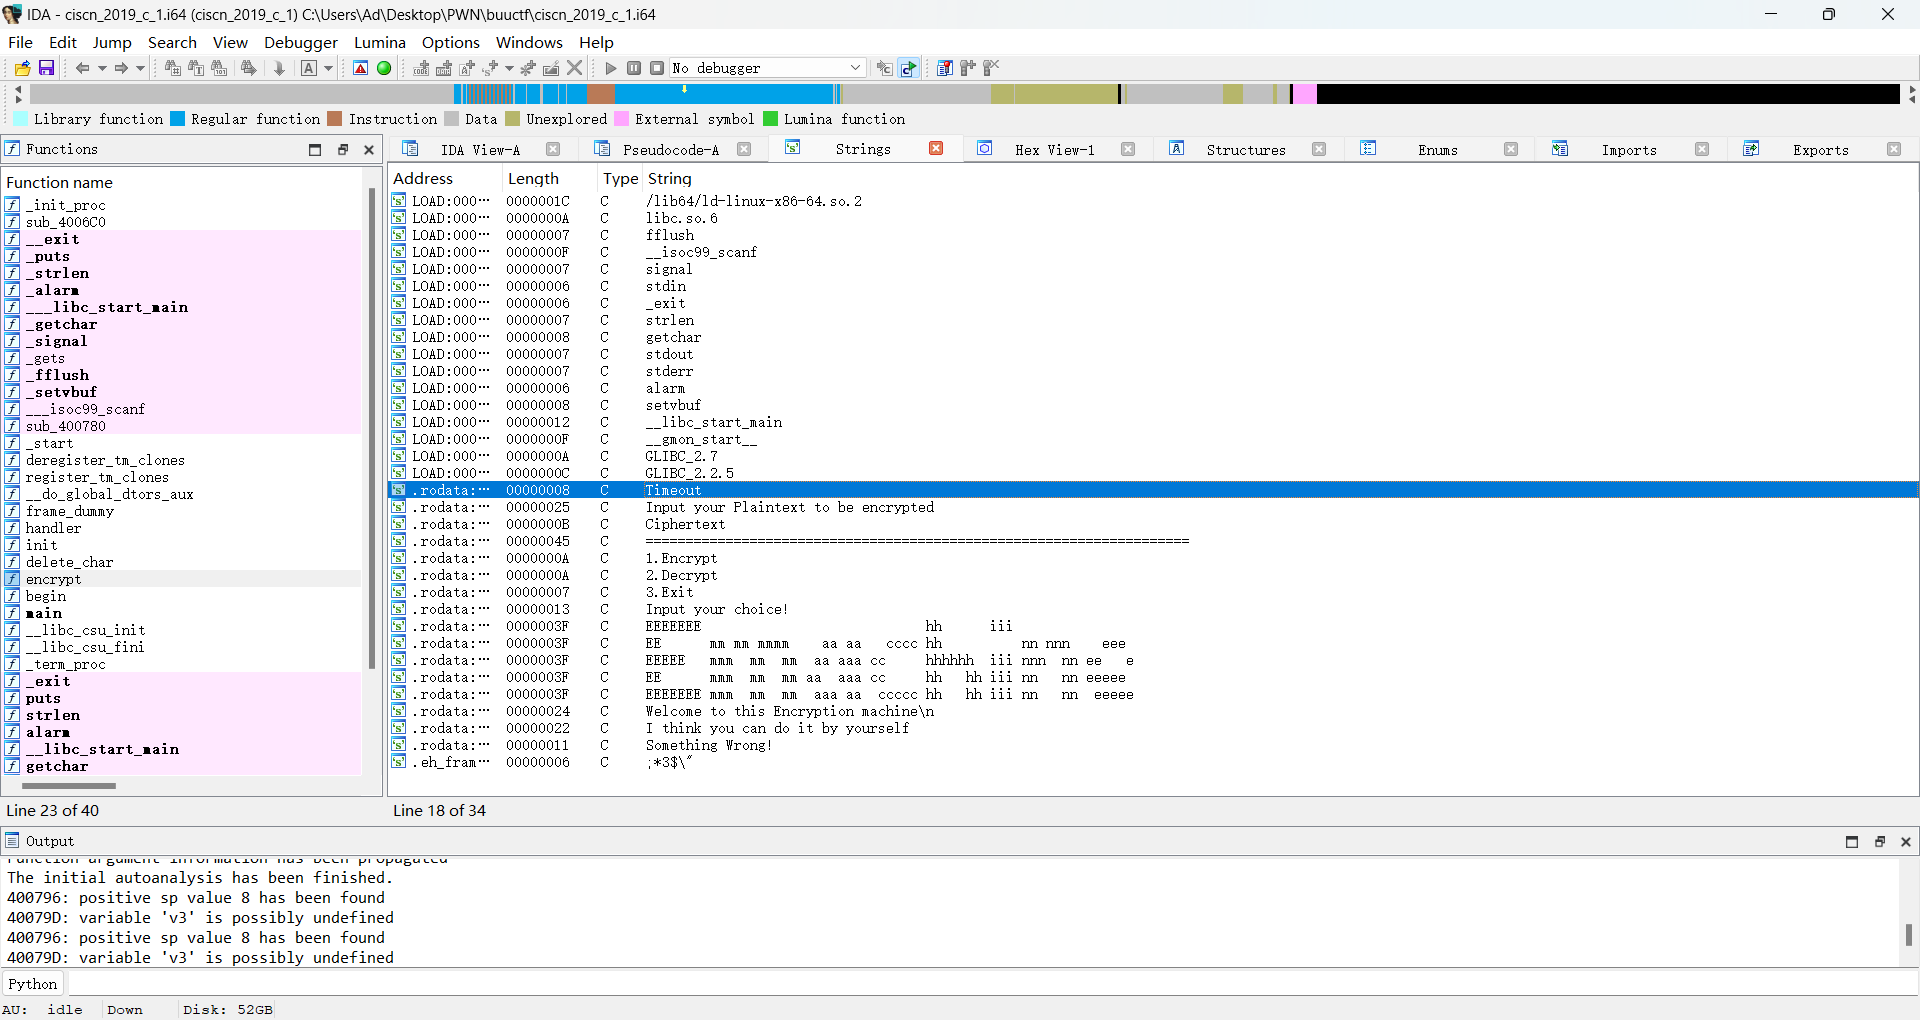 IDA - ciscn_2019_c_1.i64 (ciscn_2019_c_1) C:\Users\Ad\Desktop\PWN\buuctf\ciscn_2019_c_1.i64
File Edit Jump Search View Debugger Lumina Options Windows Help
No debugger
Library function Regular function Instruction Data Unexplored External symbol Lumina function
Functions
Function name
_init_proc
sub_4006C0
__exit
_puts
_strlen
_alarm
___libc_start_main
_getchar
_signal
_gets
_fflush
_setvbuf
___isoc99_scanf
sub_400780
_start
deregister_tm_clones
register_tm_clones
__do_global_dtors_aux
frame_dummy
handler
init
delete_char
encrypt
begin
main
__libc_csu_init
__libc_csu_fini
_term_proc
_exit
puts
strlen
alarm
__libc_start_main
getchar
Line 23 of 40
IDA View-A Pseudocode-A Strings Hex View-1 Structures Enums Imports Exports
Address Length Type String
LOAD:000… 0000001C C /lib64/ld-linux-x86-64.so.2
LOAD:000… 0000000A C libc.so.6
LOAD:000… 00000007 C fflush
LOAD:000… 0000000F C __isoc99_scanf
LOAD:000… 00000007 C signal
LOAD:000… 00000006 C stdin
LOAD:000… 00000006 C _exit
LOAD:000… 00000007 C strlen
LOAD:000… 00000008 C getchar
LOAD:000… 00000007 C stdout
LOAD:000… 00000007 C stderr
LOAD:000… 00000006 C alarm
LOAD:000… 00000008 C setvbuf
LOAD:000… 00000012 C __libc_start_main
LOAD:000… 0000000F C __gmon_start__
LOAD:000… 0000000A C GLIBC_2.7
LOAD:000… 0000000C C GLIBC_2.2.5
.rodata:… 00000008 C Timeout
.rodata:… 00000025 C Input your Plaintext to be encrypted
.rodata:… 0000000B C Ciphertext
.rodata:… 00000045 C ====================================================================
.rodata:… 0000000A C 1.Encrypt
.rodata:… 0000000A C 2.Decrypt
.rodata:… 00000007 C 3.Exit
.rodata:… 00000013 C Input your choice!
.rodata:… 0000003F C EEEEEEE                            hh      iii
.rodata:… 0000003F C EE      mm mm mmmm    aa aa   cccc hh          nn nnn    eee
.rodata:… 0000003F C EEEEE   mmm  mm  mm  aa aaa cc     hhhhhh  iii nnn  nn ee   e
.rodata:… 0000003F C EE      mmm  mm  mm aa  aaa cc     hh   hh iii nn   nn eeeee
.rodata:… 0000003F C EEEEEEE mmm  mm  mm  aaa aa  ccccc hh   hh iii nn   nn  eeeee
.rodata:… 00000024 C Welcome to this Encryption machine\n
.rodata:… 00000022 C I think you can do it by yourself
.rodata:… 00000011 C Something Wrong!
.eh_fram… 00000006 C ;*3$\"
Line 18 of 34
Output
Function argument information has been propagated
The initial autoanalysis has been finished.
400796: positive sp value 8 has been found
40079D: variable 'v3' is possibly undefined
400796: positive sp value 8 has been found
40079D: variable 'v3' is possibly undefined
Python
AU: idle Down Disk: 52GB